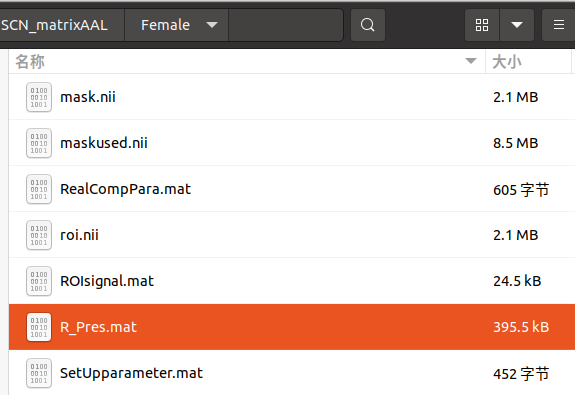 SCN_matrixAAL Female
名称 大小
mask.nii 2.1 MB
maskused.nii 8.5 MB
RealCompPara.mat 605 字节
roi.nii 2.1 MB
ROIsignal.mat 24.5 kB
R_Pres.mat 395.5 kB
SetUpparameter.mat 452 字节